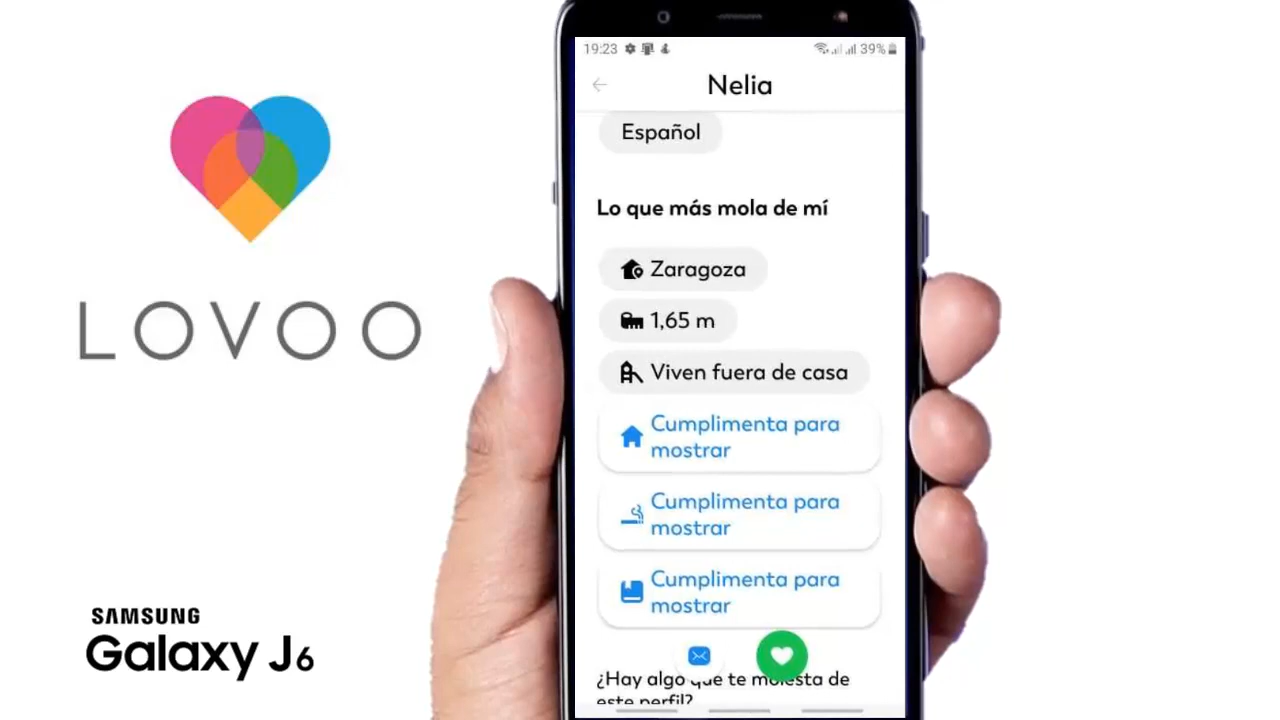 LOVOO
SAMSUNG
Galaxy J6
19:23
39%
Nelia
Español
Lo que más mola de mí
Zaragoza
1,65 m
Viven fuera de casa
Cumplimenta para
mostrar
Cumplimenta para
mostrar
Cumplimenta para
mostrar
¿Hay algo que te molesta de
este perfil?